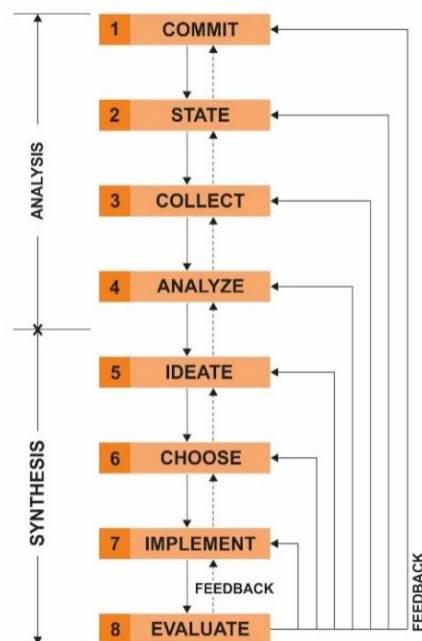 1 COMMIT
2 STATE
3 COLLECT
ANALYSIS
4 ANALYZE
5 IDEATE
6 CHOOSE
SYNTHESIS
7 IMPLEMENT
FEEDBACK
8 EVALUATE
FEEDBACK